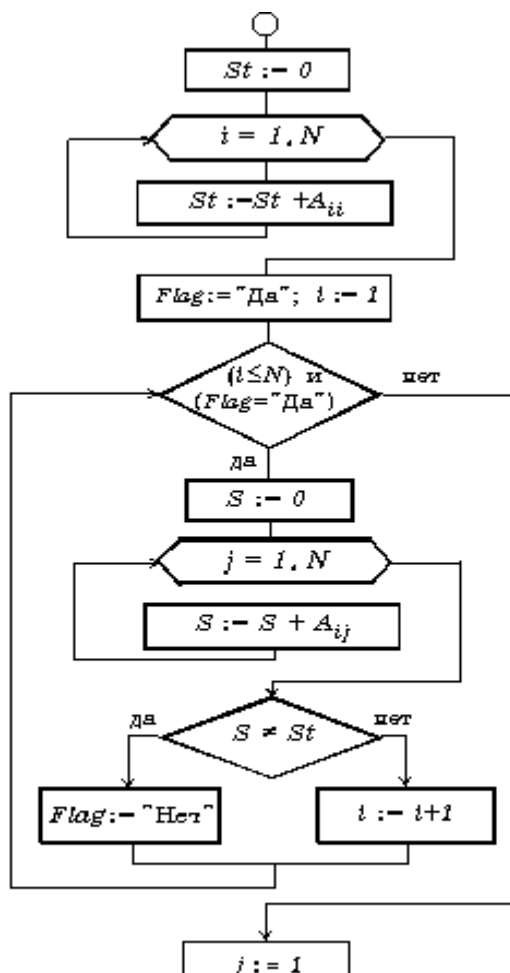 St := 0
i = 1, N
St := St + A_ii
Flag := "Да"; i := 1
(i≤N) и
(Flag="Да")
нет
да
S := 0
j = 1, N
S := S + A_ij
да
S ≠ St
нет
Flag := "Нет"
i := i+1
j := 1